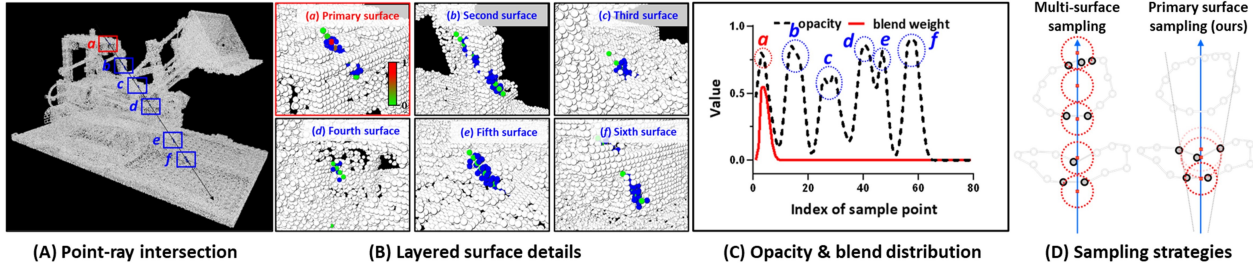 a
b
c
d
e
f
(A) Point-ray intersection
(a) Primary surface
1
0
(b) Second surface
(c) Third surface
(d) Fourth surface
(e) Fifth surface
(f) Sixth surface
(B) Layered surface details
opacity
blend weight
a
b
c
d
e
f
Value
1.0
0.5
0.0
0
20
40
60
80
Index of sample point
(C) Opacity & blend distribution
Multi-surface
sampling
Primary surface
sampling (ours)
(D) Sampling strategies